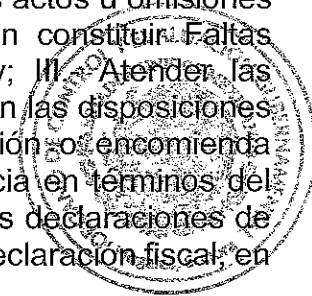 s actos u omisiones
n constituir Faltas
y; III. Atender las
n las disposiciones
ión o encomienda
cia en términos del
s declaraciones de
eclaración fiscal, en